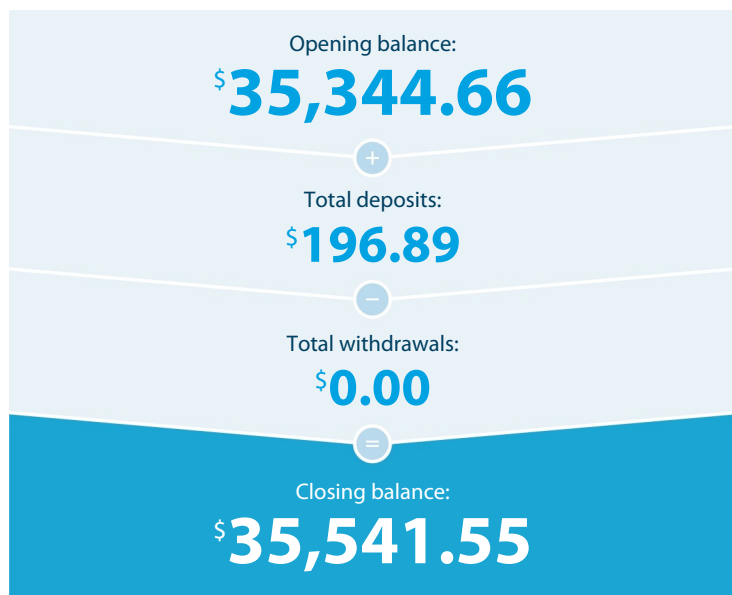 Opening balance:
$35,344.66
+
Total deposits:
$196.89
−
Total withdrawals:
$0.00
=
Closing balance:
$35,541.55